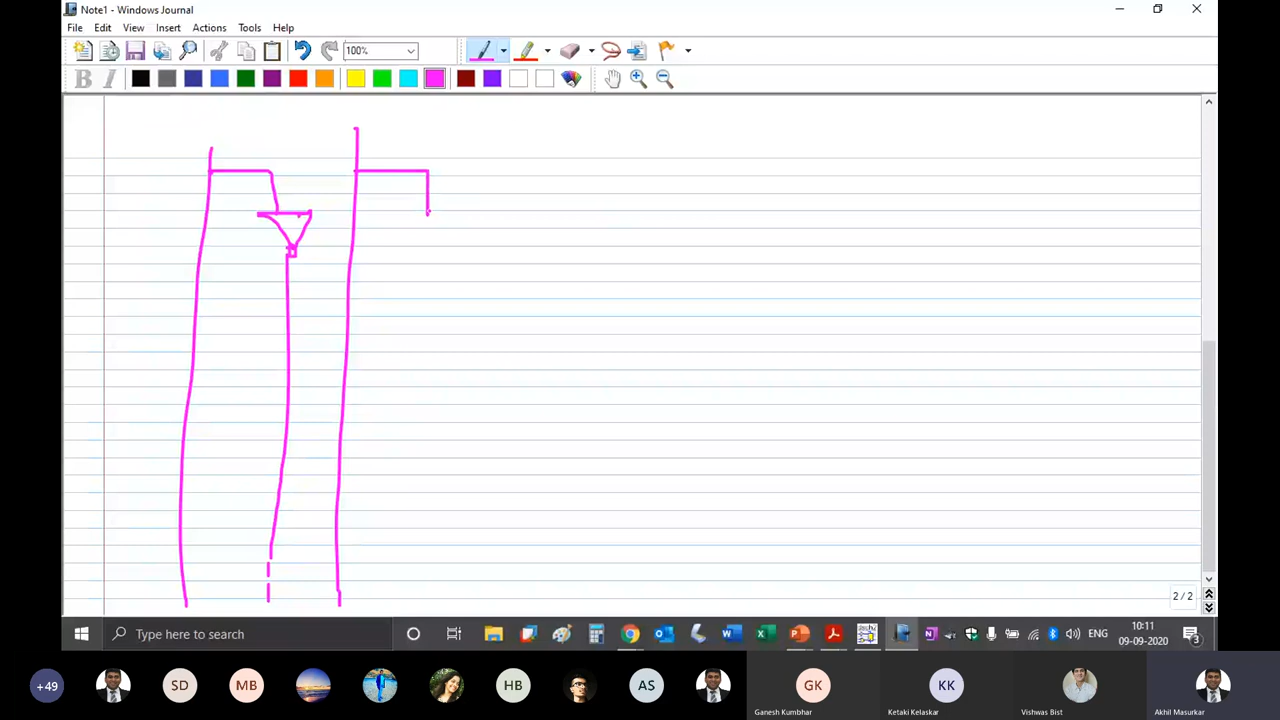 Note1 - Windows Journal
File Edit View Insert Actions Tools Help
100%
B I
2 / 2
Type here to search
ENG
10:11
09-09-2020
3
+49 SD MB HB AS GK KK
Ganesh Kumbhar Ketaki Kelaskar Vishwas Bist Akhil Masurkar